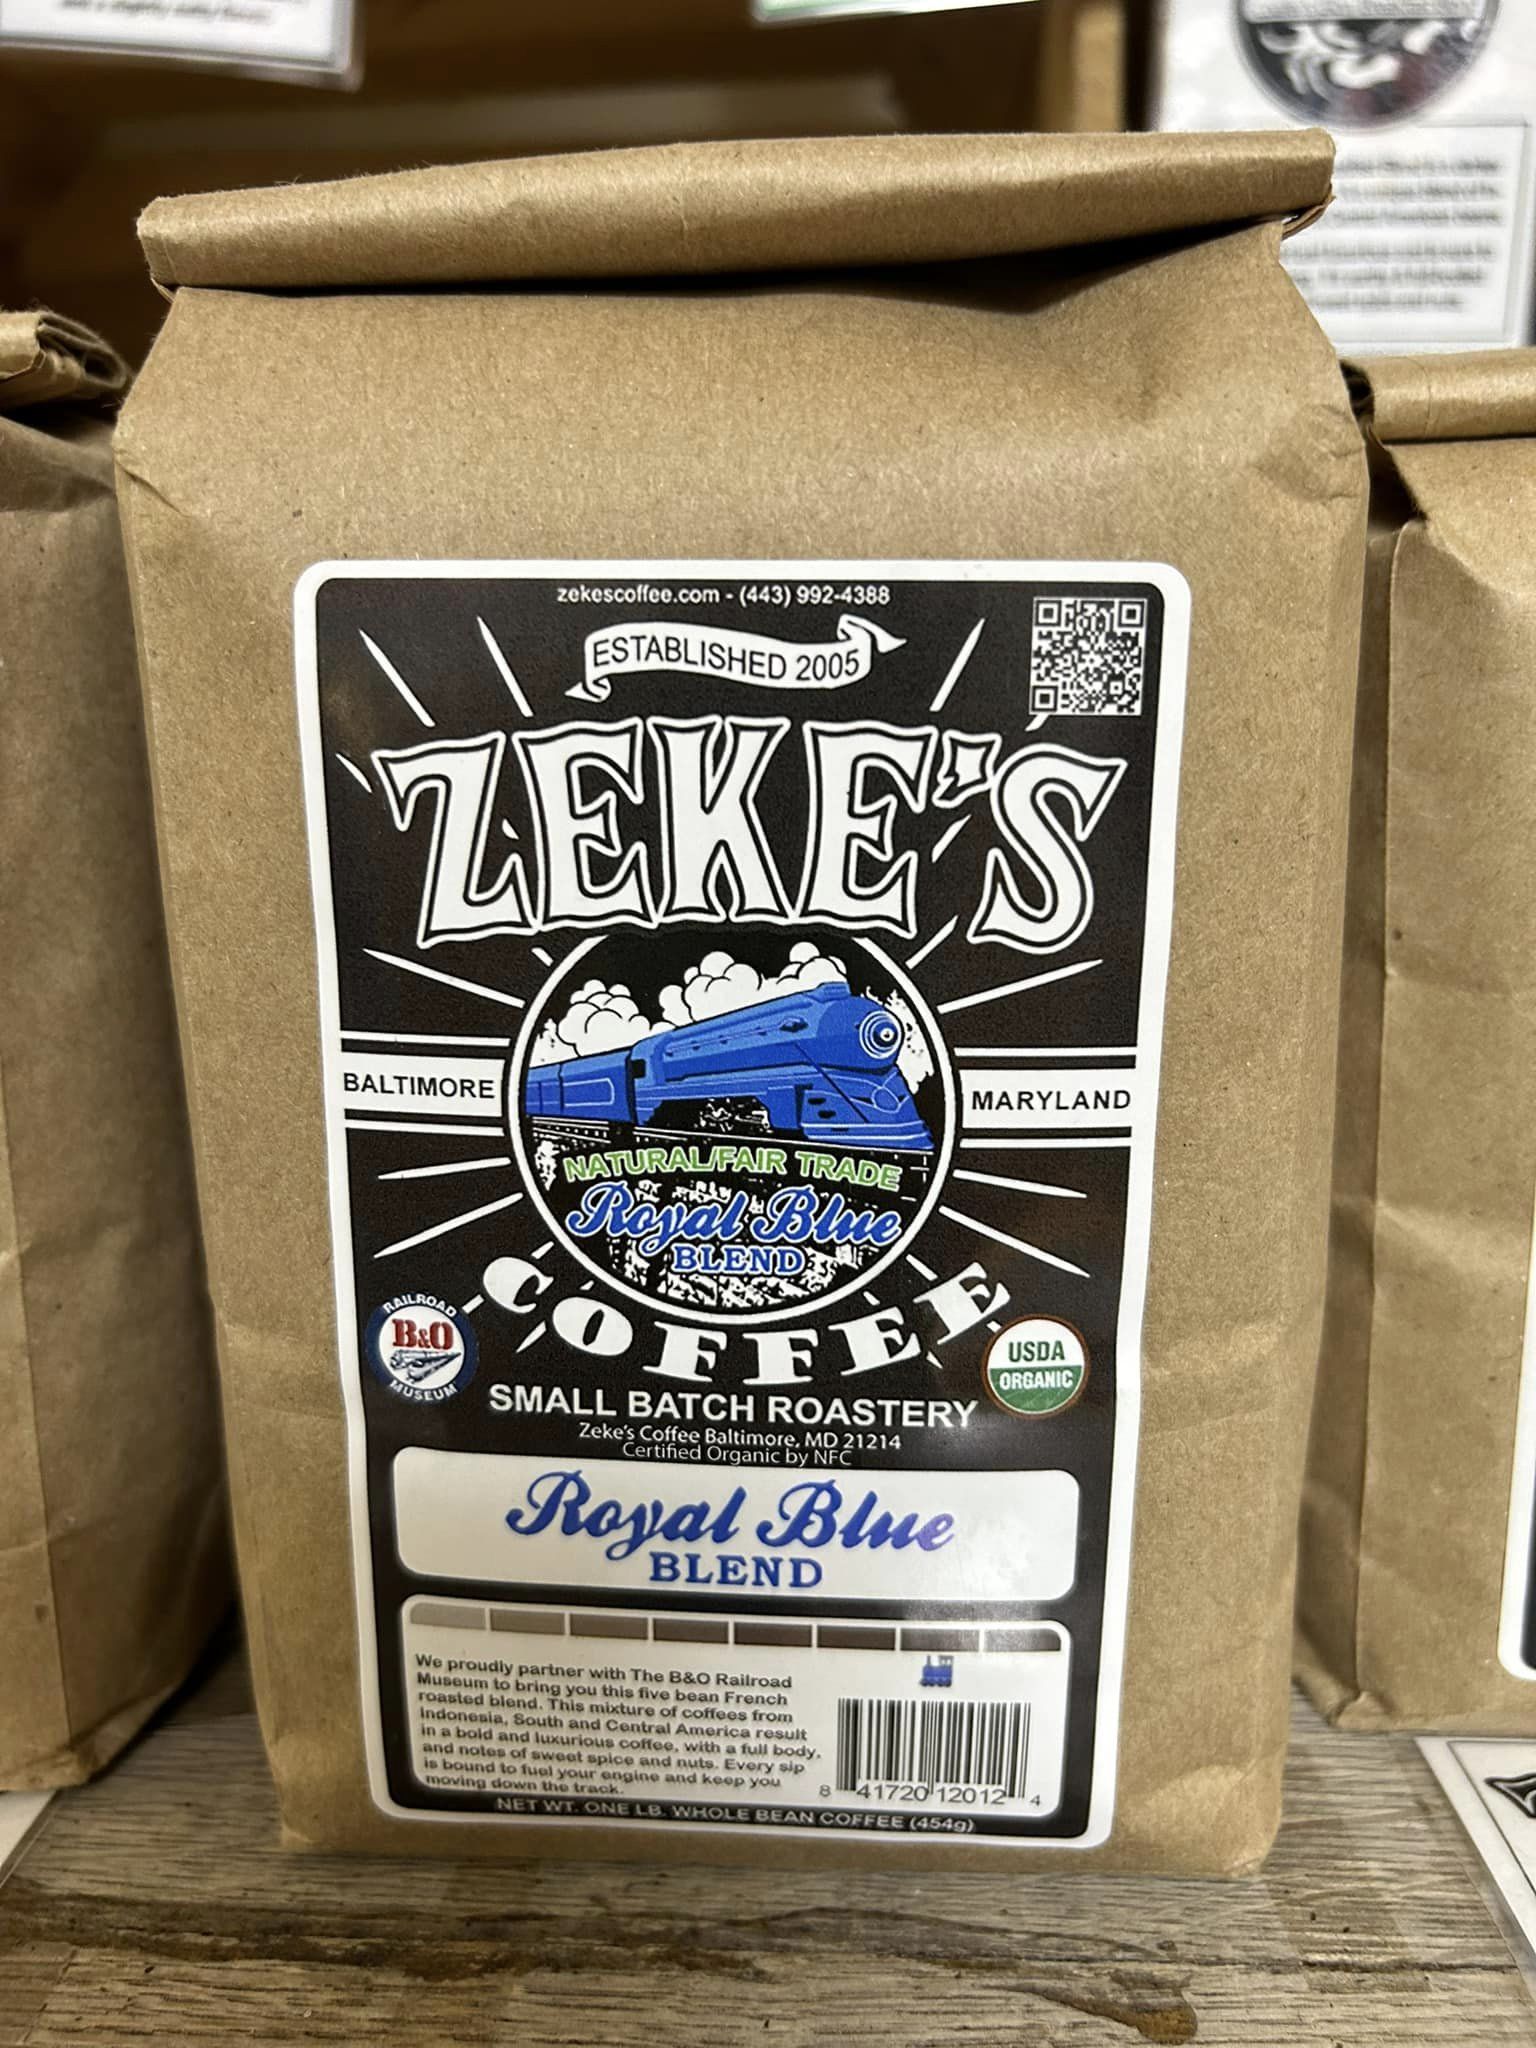 zekescoffee.com - (443) 992-4388
ESTABLISHED 2005
ZEKE'S
BALTIMORE
MARYLAND
NATURAL/FAIR TRADE
Royal Blue
BLEND
COFFEE
RAILROAD
B&O
MUSEUM
USDA
ORGANIC
SMALL BATCH ROASTERY
Zeke's Coffee Baltimore, MD 21214
Certified Organic by NFC
Royal Blue
BLEND
We proudly partner with The B&O Railroad
Museum to bring you this five bean French
roasted blend. This mixture of coffees from
Indonesia, South and Central America result
in a bold and luxurious coffee, with a full body,
and notes of sweet spice and nuts. Every sip
is bound to fuel your engine and keep you
moving down the track.
8 41720 12012 4
NET WT. ONE LB. WHOLE BEAN COFFEE (454g)